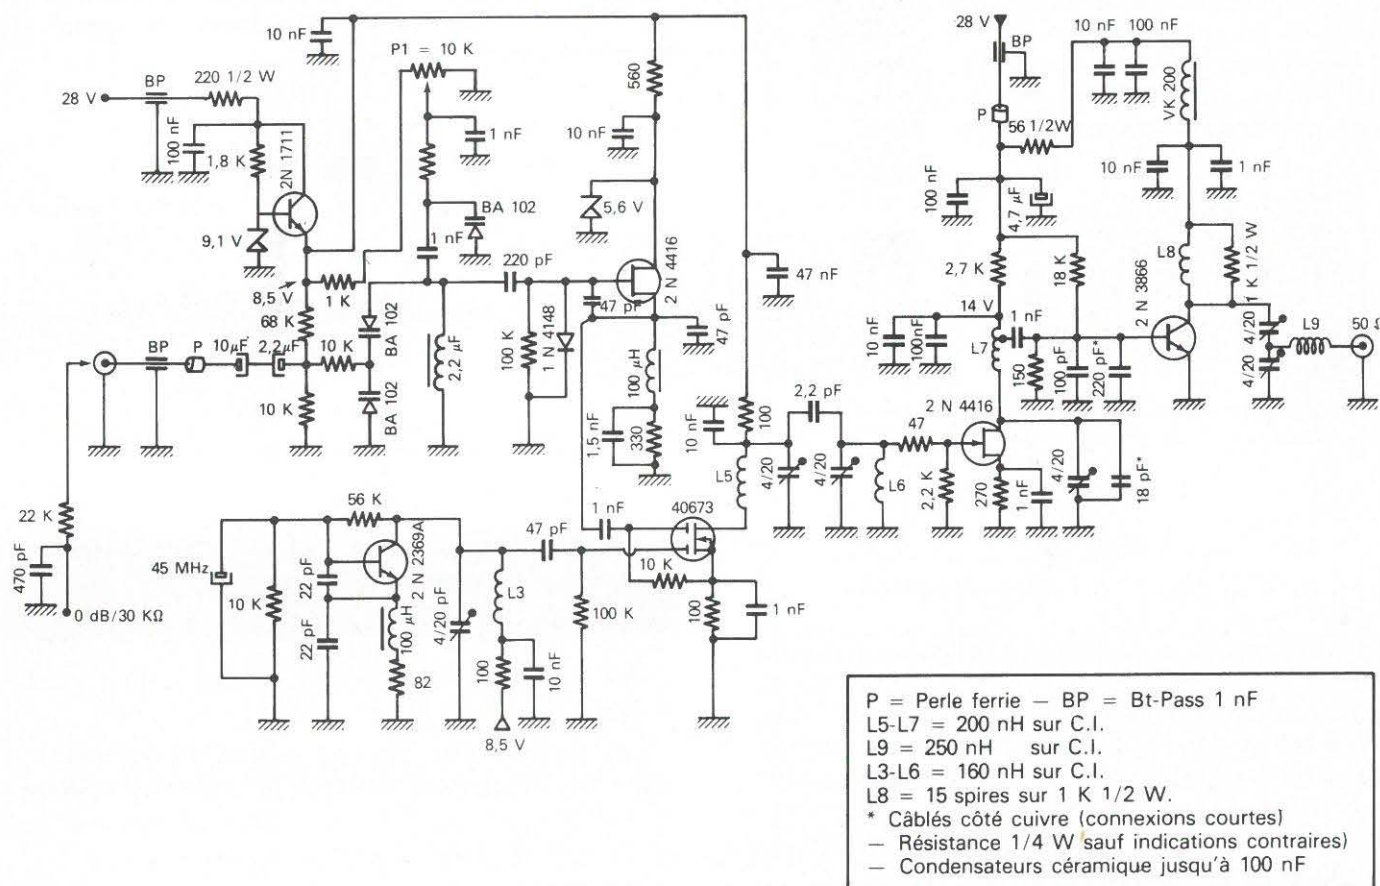 10 nF
P1 = 10 K
28 V
BP
220 1/2 W
100 nF
1,8 K
2N 1711
9,1 V
8,5 V
1 K
68 K
1 nF
BA 102
1 nF
220 pF
560
10 nF
5,6 V
2 N 4416
47 pF
47 pF
47 nF
BP
P
10 µF
2,2 µF
10 K
10 K
BA 102
BA 102
2,2 µF
100 K
1 N 4148
100 µH
1,5 nF
330
22 K
470 pF
0 dB/30 KΩ
45 MHz
10 K
56 K
22 pF
22 pF
2 N 2369A
100 µH
82
4/20 pF
L3
100
10 nF
8,5 V
47 pF
100 K
1 nF
40673
10 K
100
1 nF
10 nF
100
L5
2,2 pF
4/20
4/20
L6
47
2,2 K
2 N 4416
270
1 nF
4/20
18 pF*
28 V
BP
P
56 1/2W
10 nF
100 nF
VK 200
100 nF
4,7 µF
10 nF
1 nF
2,7 K
18 K
14 V
10 nF
100nF
L7
1 nF
150
100 pF
220 pF*
2 N 3866
L8
1 K 1/2 W
4/20
4/20
L9
50 Ω
P = Perle ferrie — BP = Bt-Pass 1 nF
L5-L7 = 200 nH sur C.I.
L9 = 250 nH sur C.I.
L3-L6 = 160 nH sur C.I.
L8 = 15 spires sur 1 K 1/2 W.
* Câblés côté cuivre (connexions courtes)
— Résistance 1/4 W sauf indications contraires)
— Condensateurs céramique jusqu'à 100 nF